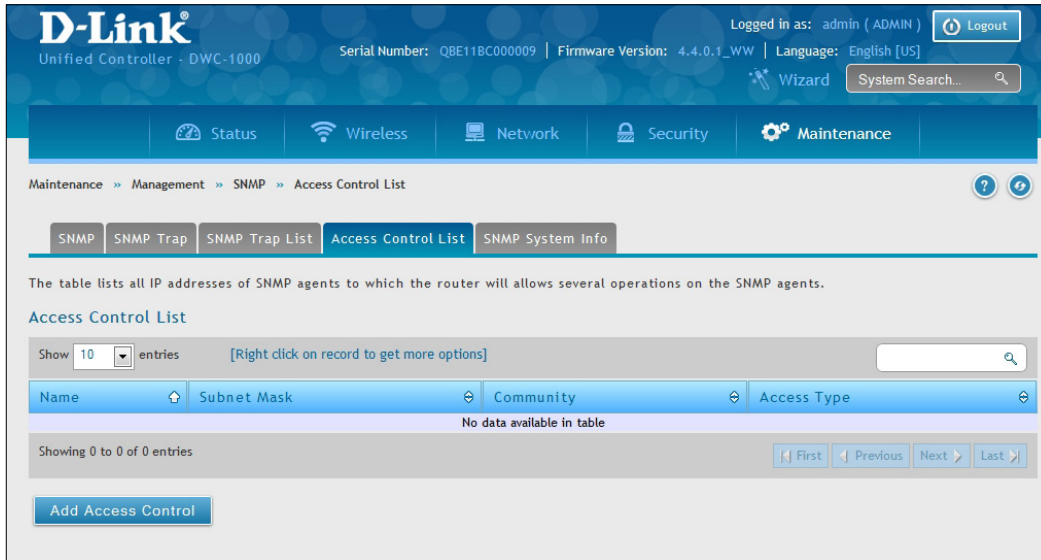 D-Link®
Unified Controller - DWC-1000
Logged in as: admin ( ADMIN ) Logout
Serial Number: QBE11BC000009 | Firmware Version: 4.4.0.1_WW | Language: English [US]
Wizard System Search...
Status Wireless Network Security Maintenance
Maintenance » Management » SNMP » Access Control List
SNMP SNMP Trap SNMP Trap List Access Control List SNMP System Info
The table lists all IP addresses of SNMP agents to which the router will allows several operations on the SNMP agents.
Access Control List
Show 10 entries [Right click on record to get more options]
Name Subnet Mask Community Access Type
No data available in table
Showing 0 to 0 of 0 entries First Previous Next Last
Add Access Control